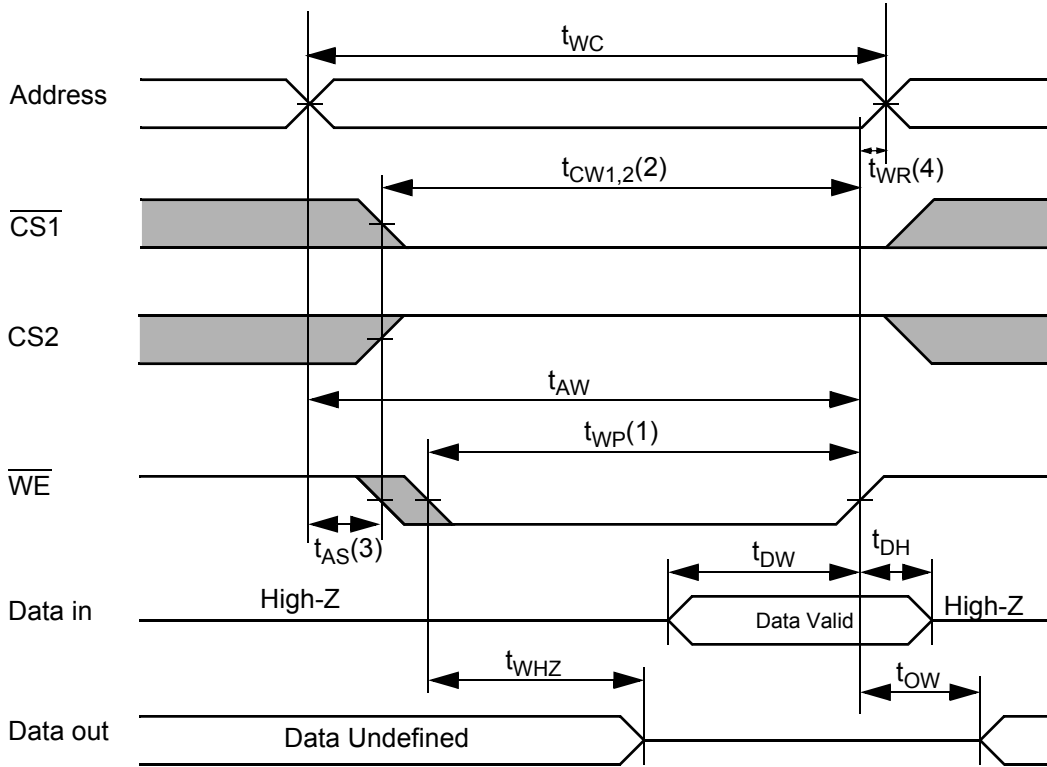 tWC
Address
tCW1,2(2)
tWR(4)
CS1
CS2
tAW
tWP(1)
WE
tAS(3)
tDW
tDH
Data in
High-Z
Data Valid
High-Z
tWHZ
tOW
Data out
Data Undefined